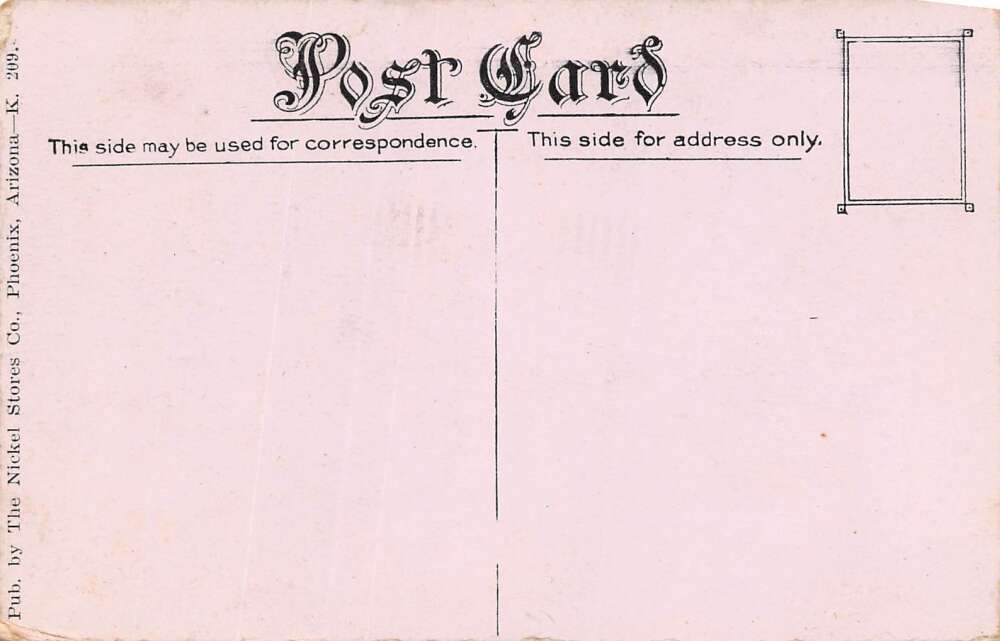 Post Card
This side may be used for correspondence.
This side for address only.
Pub. by The Nickel Stores Co., Phoenix, Arizona—K. 209.